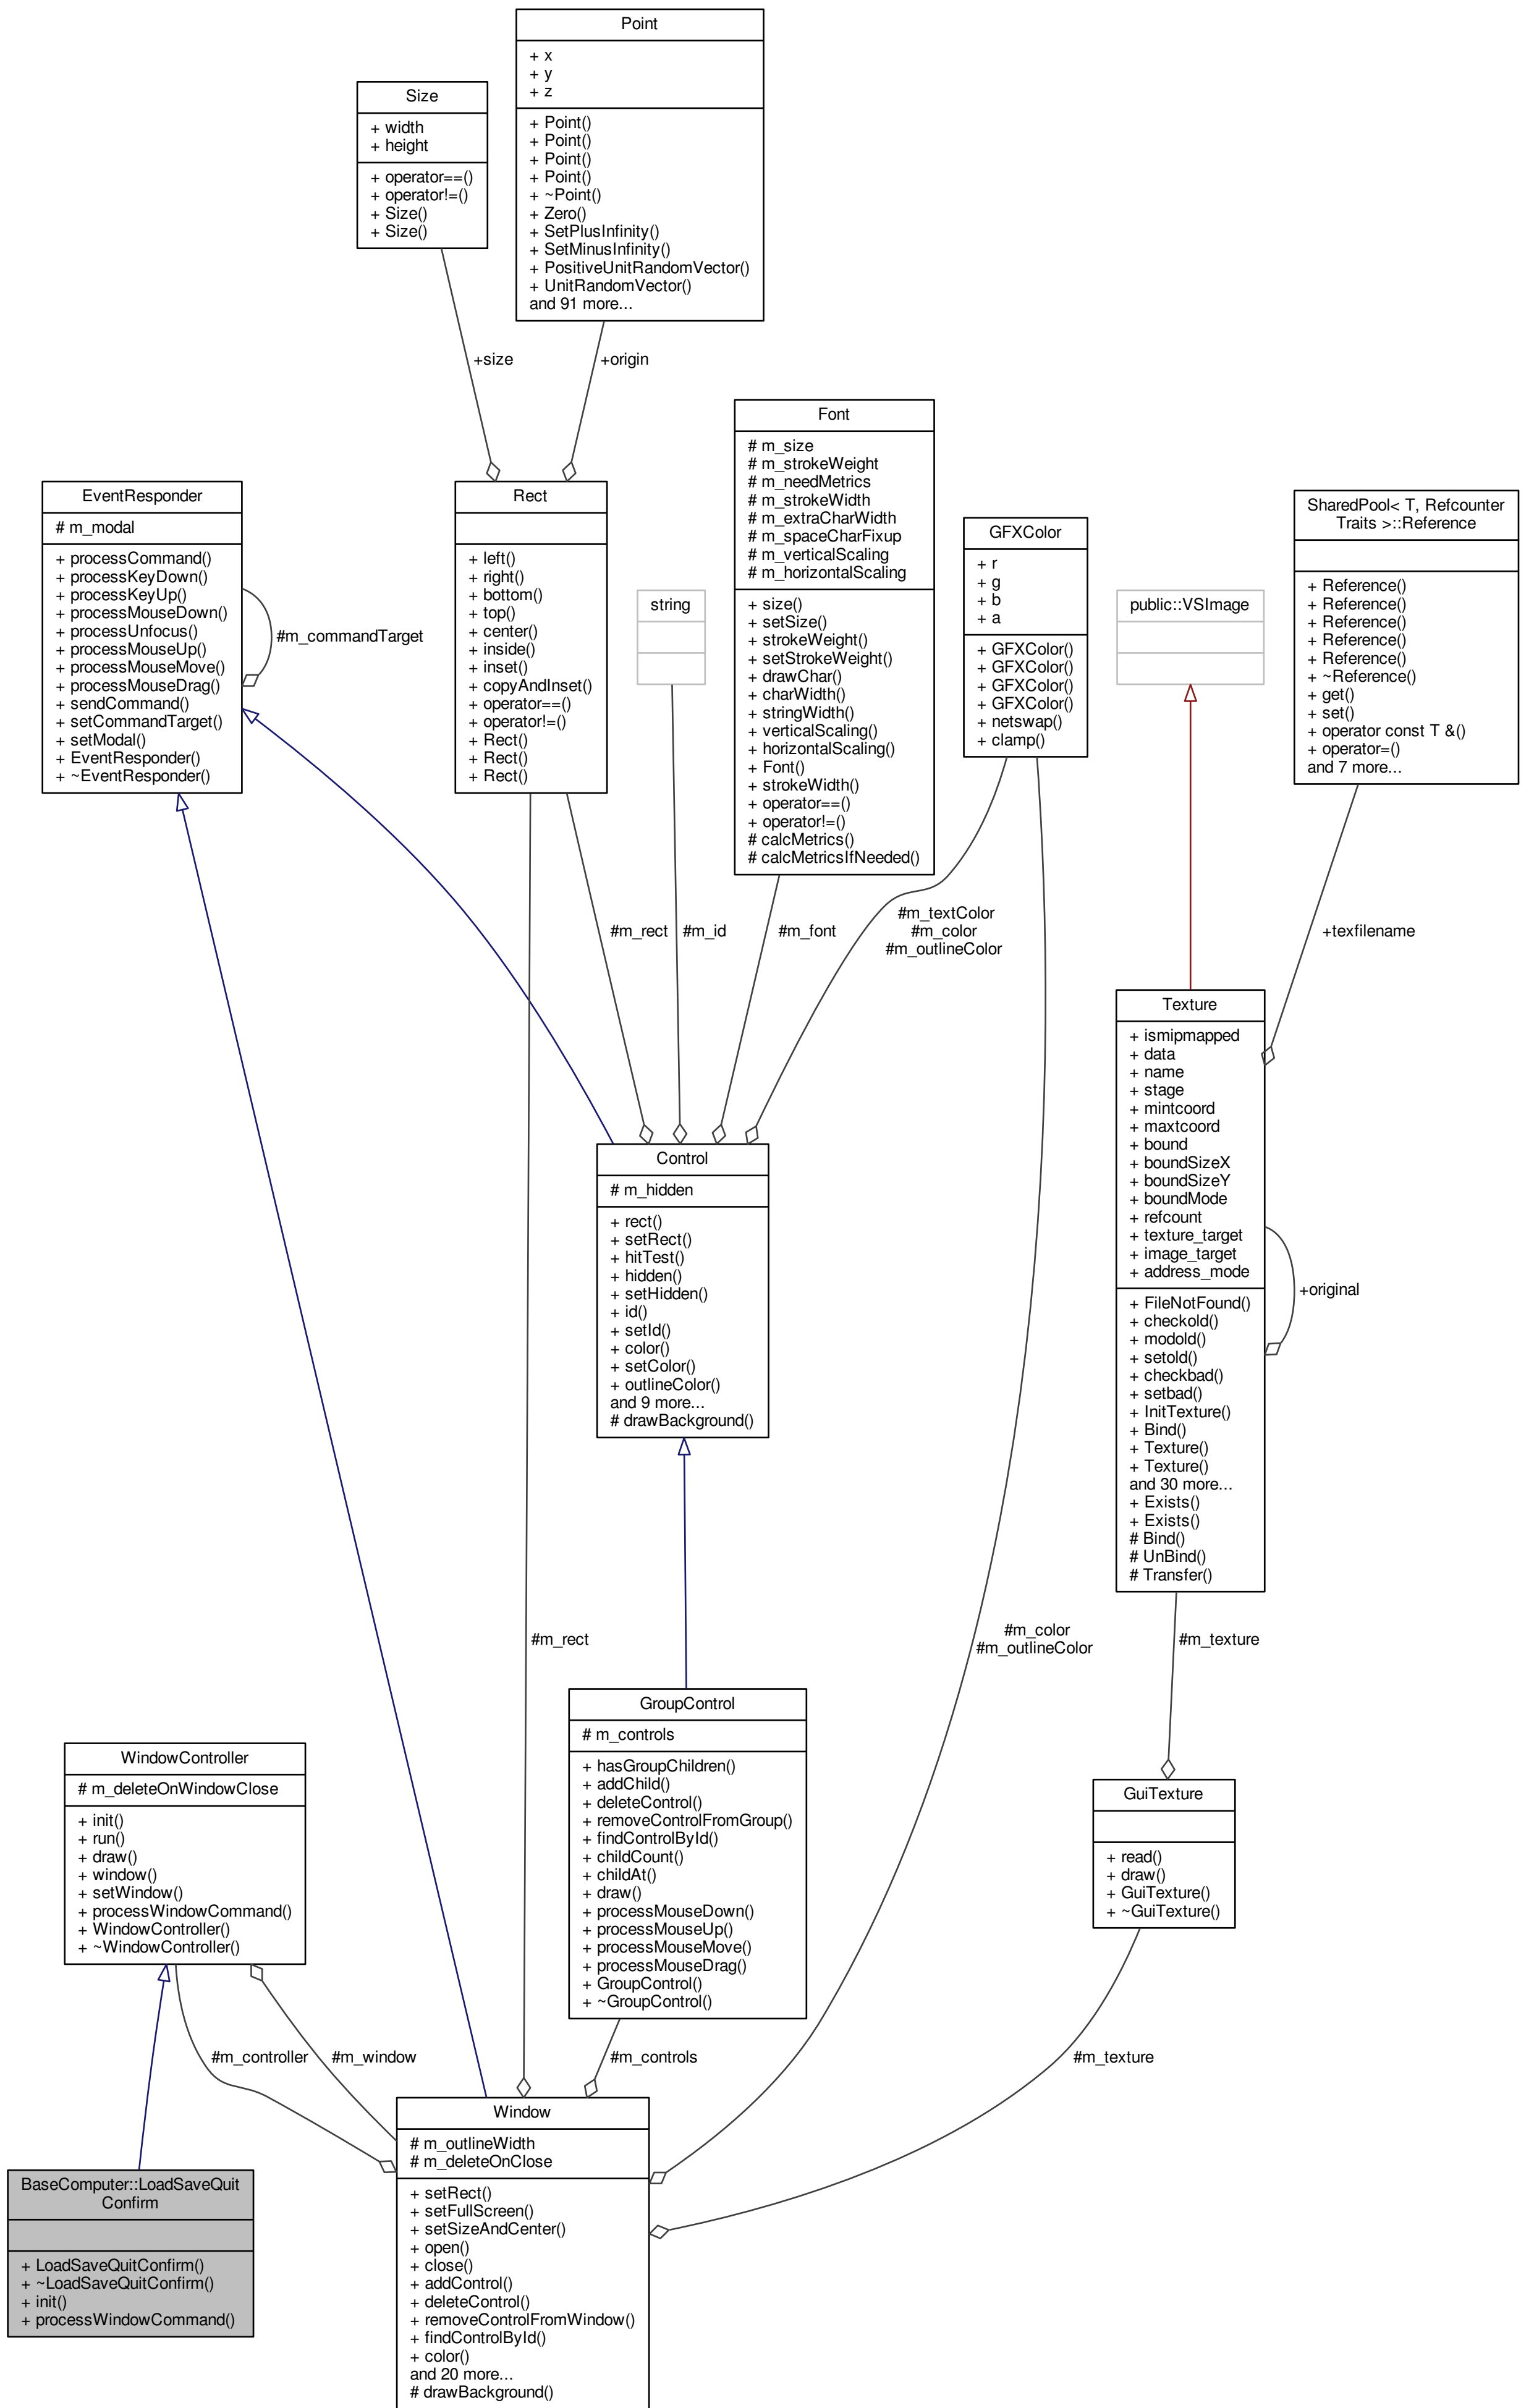 Point
+ x
+ y
+ z
+ Point()
+ Point()
+ Point()
+ Point()
+ ~Point()
+ Zero()
+ SetPlusInfinity()
+ SetMinusInfinity()
+ PositiveUnitRandomVector()
+ UnitRandomVector()
and 91 more...
Size
+ width
+ height
+ operator==()
+ operator!=()
+ Size()
+ Size()
+size
+origin
EventResponder
# m_modal
+ processCommand()
+ processKeyDown()
+ processKeyUp()
+ processMouseDown()
+ processUnfocus()
+ processMouseUp()
+ processMouseMove()
+ processMouseDrag()
+ sendCommand()
+ setCommandTarget()
+ setModal()
+ EventResponder()
+ ~EventResponder()
#m_commandTarget
Rect
+ left()
+ right()
+ bottom()
+ top()
+ center()
+ inside()
+ inset()
+ copyAndInset()
+ operator==()
+ operator!=()
+ Rect()
+ Rect()
+ Rect()
string
Font
# m_size
# m_strokeWeight
# m_needMetrics
# m_strokeWidth
# m_extraCharWidth
# m_spaceCharFixup
# m_verticalScaling
# m_horizontalScaling
+ size()
+ setSize()
+ strokeWeight()
+ setStrokeWeight()
+ drawChar()
+ charWidth()
+ stringWidth()
+ verticalScaling()
+ horizontalScaling()
+ Font()
+ strokeWidth()
+ operator==()
+ operator!=()
# calcMetrics()
# calcMetricsIfNeeded()
GFXColor
+ r
+ g
+ b
+ a
+ GFXColor()
+ GFXColor()
+ GFXColor()
+ GFXColor()
+ netswap()
+ clamp()
public::VSImage
SharedPool< T, Refcounter
Traits >::Reference
+ Reference()
+ Reference()
+ Reference()
+ Reference()
+ Reference()
+ ~Reference()
+ get()
+ set()
+ operator const T &()
+ operator=()
and 7 more...
#m_rect
#m_id
#m_font
#m_textColor
#m_color
#m_outlineColor
+texfilename
Control
# m_hidden
+ rect()
+ setRect()
+ hitTest()
+ hidden()
+ setHidden()
+ id()
+ setId()
+ color()
+ setColor()
+ outlineColor()
and 9 more...
# drawBackground()
Texture
+ ismipmapped
+ data
+ name
+ stage
+ mintcoord
+ maxtcoord
+ bound
+ boundSizeX
+ boundSizeY
+ boundMode
+ refcount
+ texture_target
+ image_target
+ address_mode
+ FileNotFound()
+ checkold()
+ modold()
+ setold()
+ checkbad()
+ setbad()
+ InitTexture()
+ Bind()
+ Texture()
+ Texture()
and 30 more...
+ Exists()
+ Exists()
# Bind()
# UnBind()
# Transfer()
+original
#m_rect
#m_color
#m_outlineColor
#m_texture
WindowController
# m_deleteOnWindowClose
+ init()
+ run()
+ draw()
+ window()
+ setWindow()
+ processWindowCommand()
+ WindowController()
+ ~WindowController()
GroupControl
# m_controls
+ hasGroupChildren()
+ addChild()
+ deleteControl()
+ removeControlFromGroup()
+ findControlById()
+ childCount()
+ childAt()
+ draw()
+ processMouseDown()
+ processMouseUp()
+ processMouseMove()
+ processMouseDrag()
+ GroupControl()
+ ~GroupControl()
GuiTexture
+ read()
+ draw()
+ GuiTexture()
+ ~GuiTexture()
#m_controller
#m_window
#m_controls
#m_texture
BaseComputer::LoadSaveQuit
Confirm
+ LoadSaveQuitConfirm()
+ ~LoadSaveQuitConfirm()
+ init()
+ processWindowCommand()
Window
# m_outlineWidth
# m_deleteOnClose
+ setRect()
+ setFullScreen()
+ setSizeAndCenter()
+ open()
+ close()
+ addControl()
+ deleteControl()
+ removeControlFromWindow()
+ findControlById()
+ color()
and 20 more...
# drawBackground()